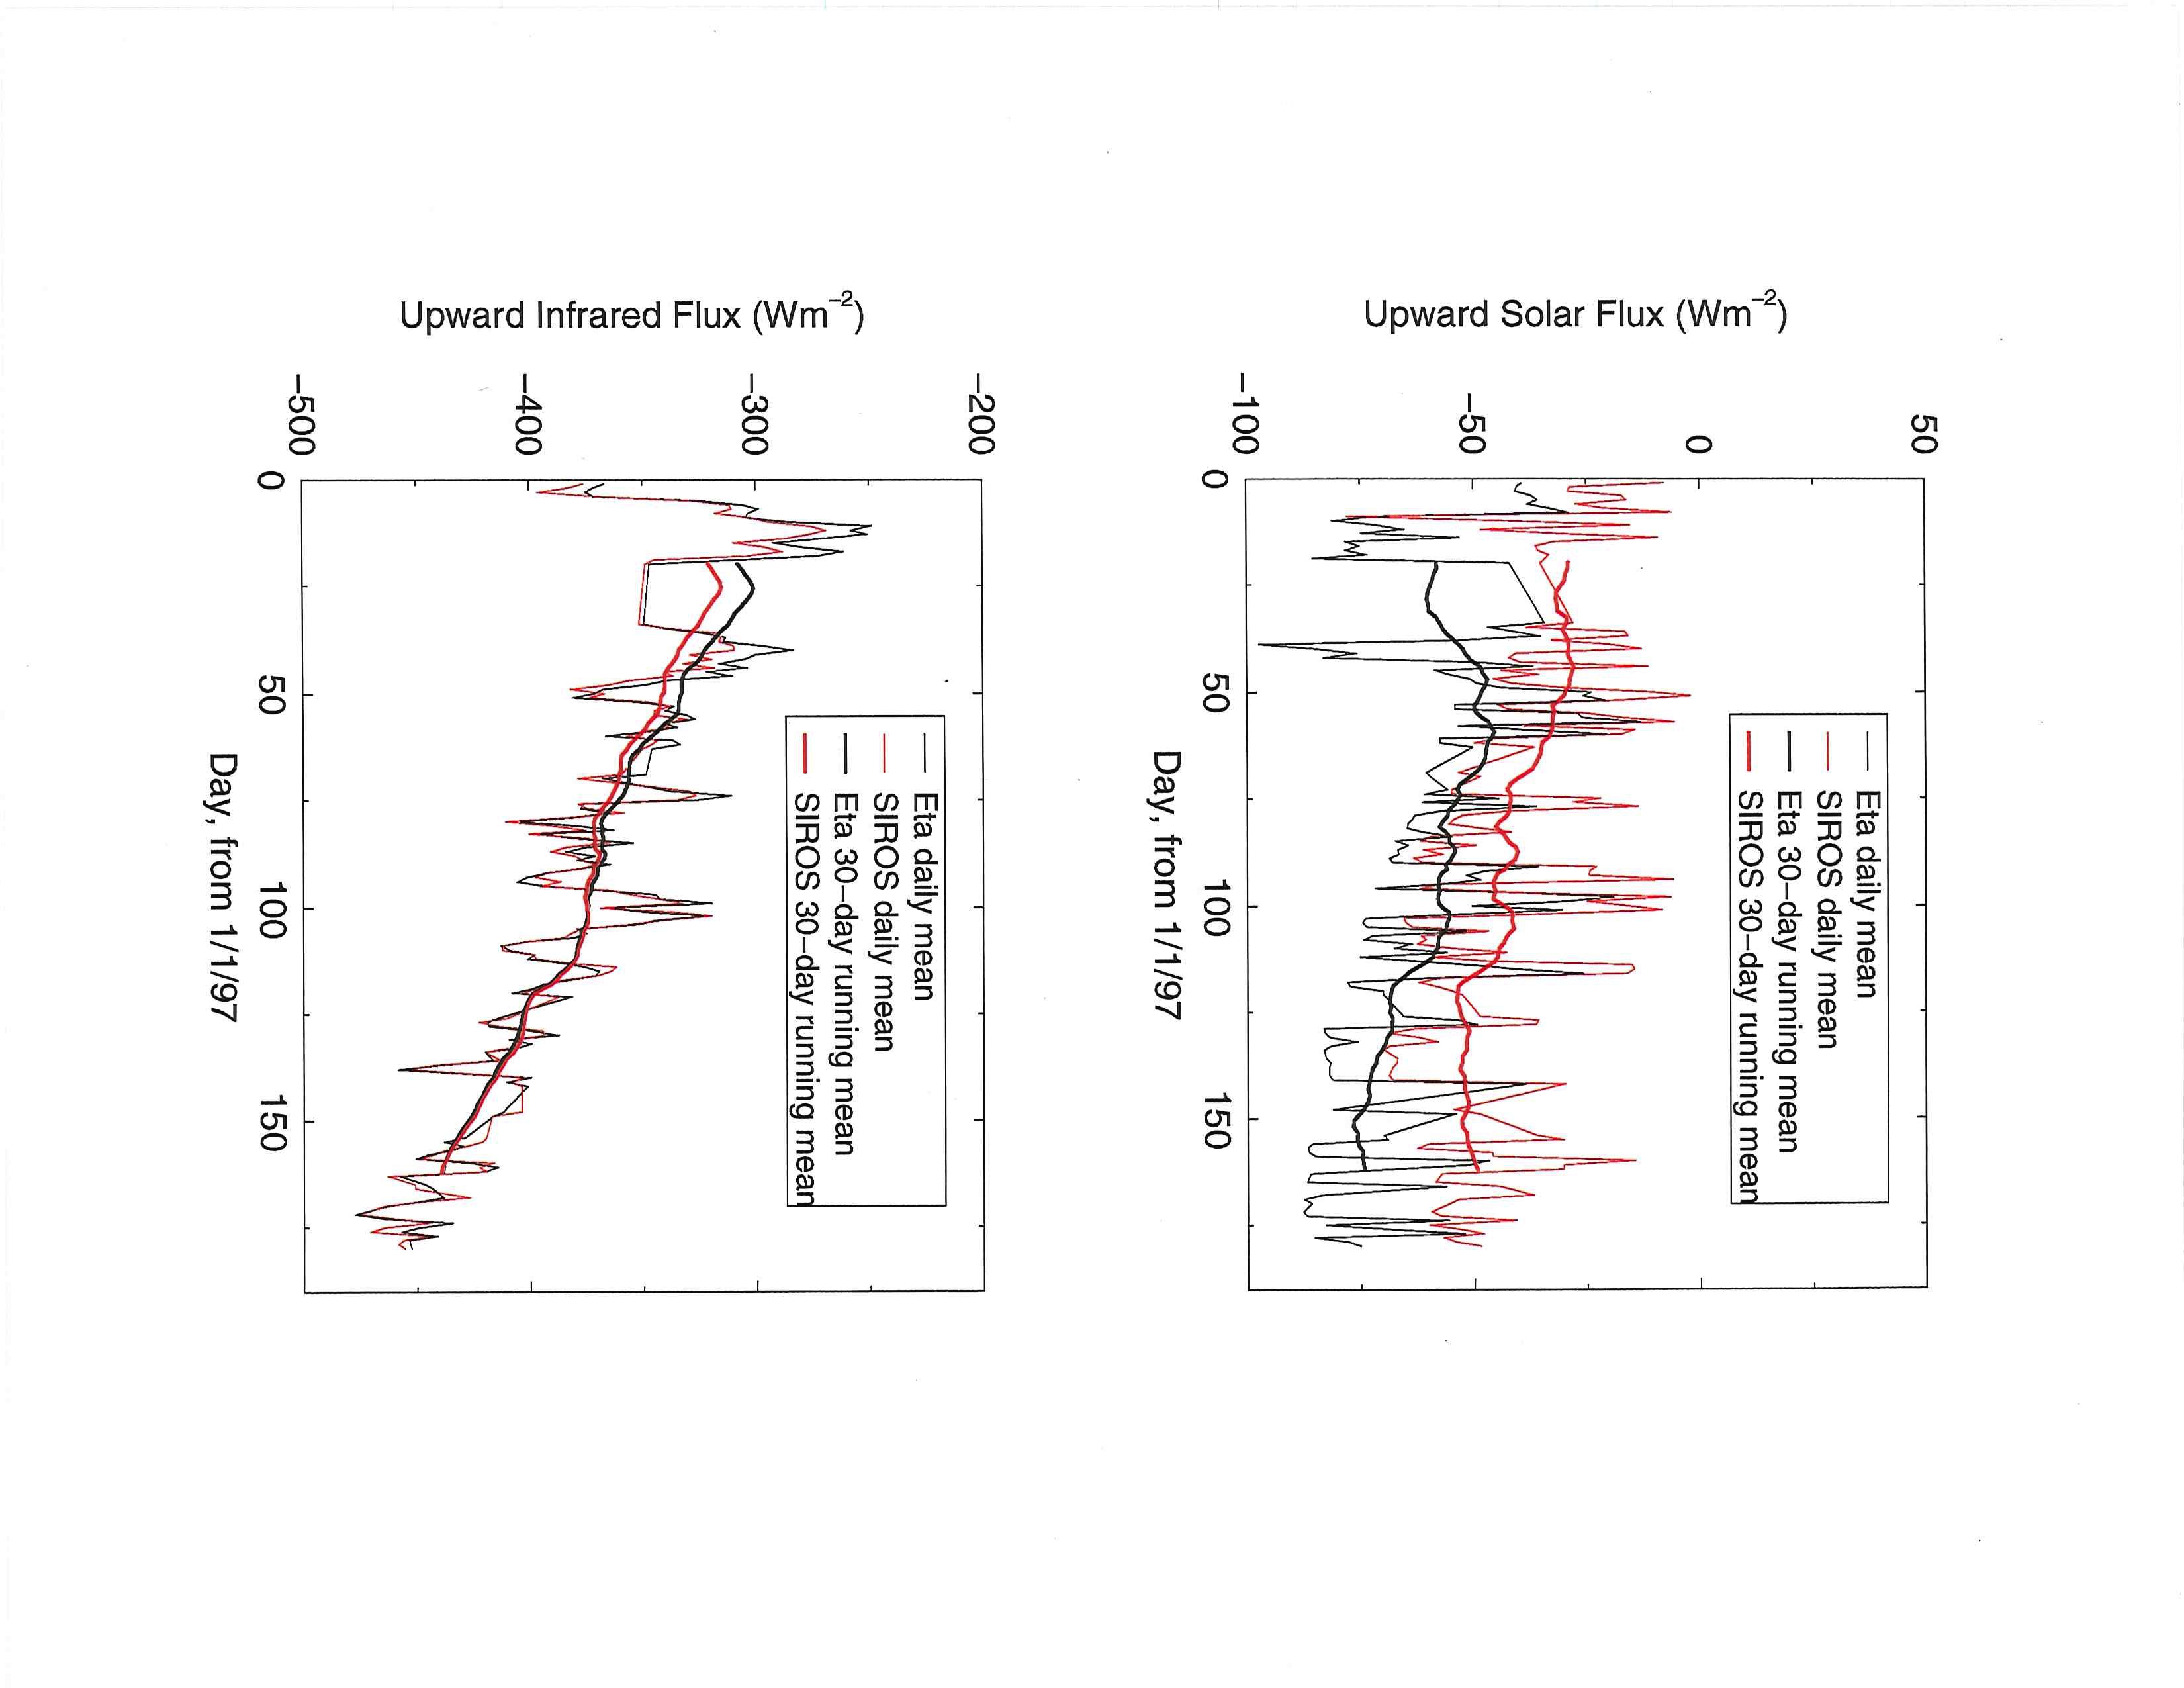 Upward Solar Flux (Wm−2)
50
0
−50
−100
Eta daily mean
SIROS daily mean
Eta 30−day running mean
SIROS 30−day running mean
0
50
100
150
Day, from 1/1/97
Upward Infrared Flux (Wm−2)
−200
−300
−400
−500
Eta daily mean
SIROS daily mean
Eta 30−day running mean
SIROS 30−day running mean
0
50
100
150
Day, from 1/1/97